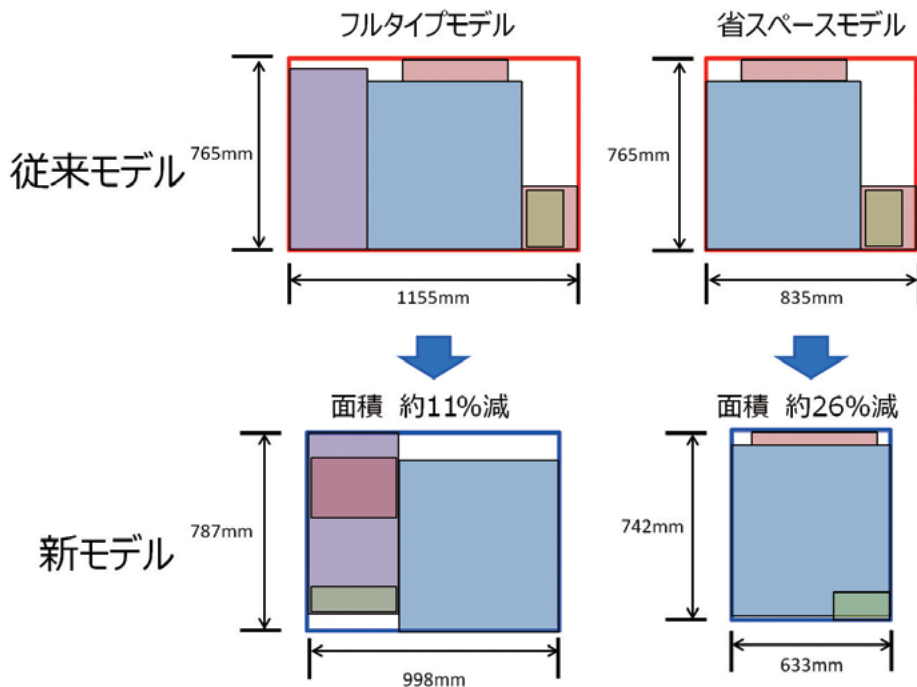 フルタイプモデル
省スペースモデル
従来モデル
765mm
765mm
1155mm
835mm
面積 約11%減
面積 約26%減
新モデル
787mm
742mm
998mm
633mm